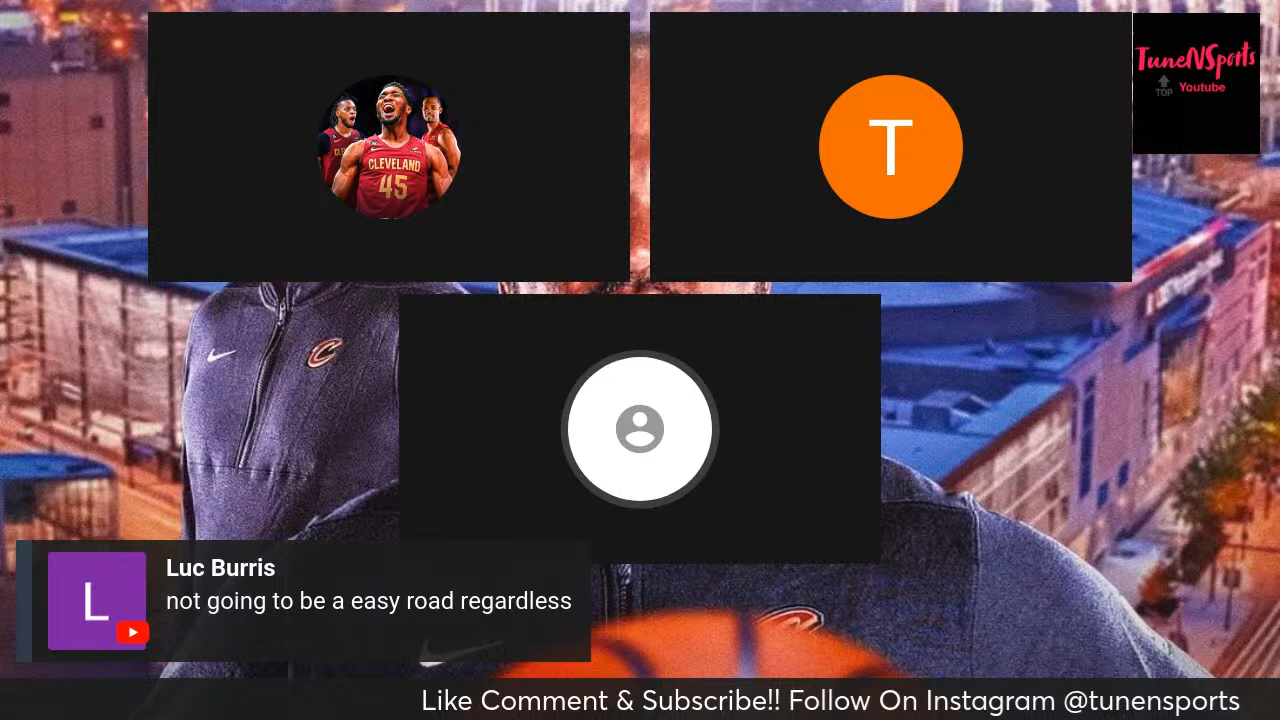 CLEVELAND
45
T
TuneNSports
TOP
Youtube
L
Luc Burris
not going to be a easy road regardless
Like Comment & Subscribe!! Follow On Instagram @tunensports